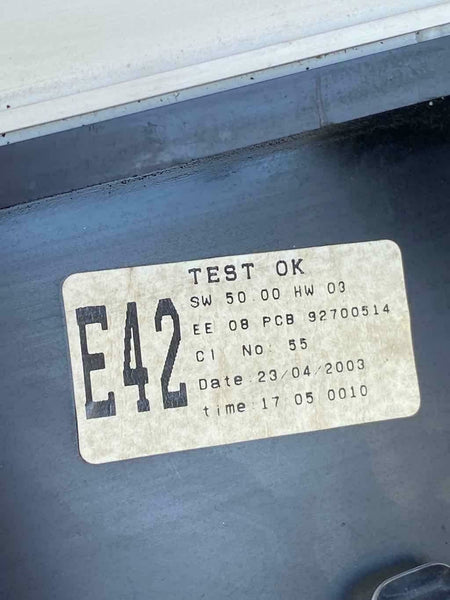 TEST OK
E42
SW 50 00 HW 03
EE 08 PCB 92700514
CI No: 55
Date:23/04/2003
time:17 05 0010